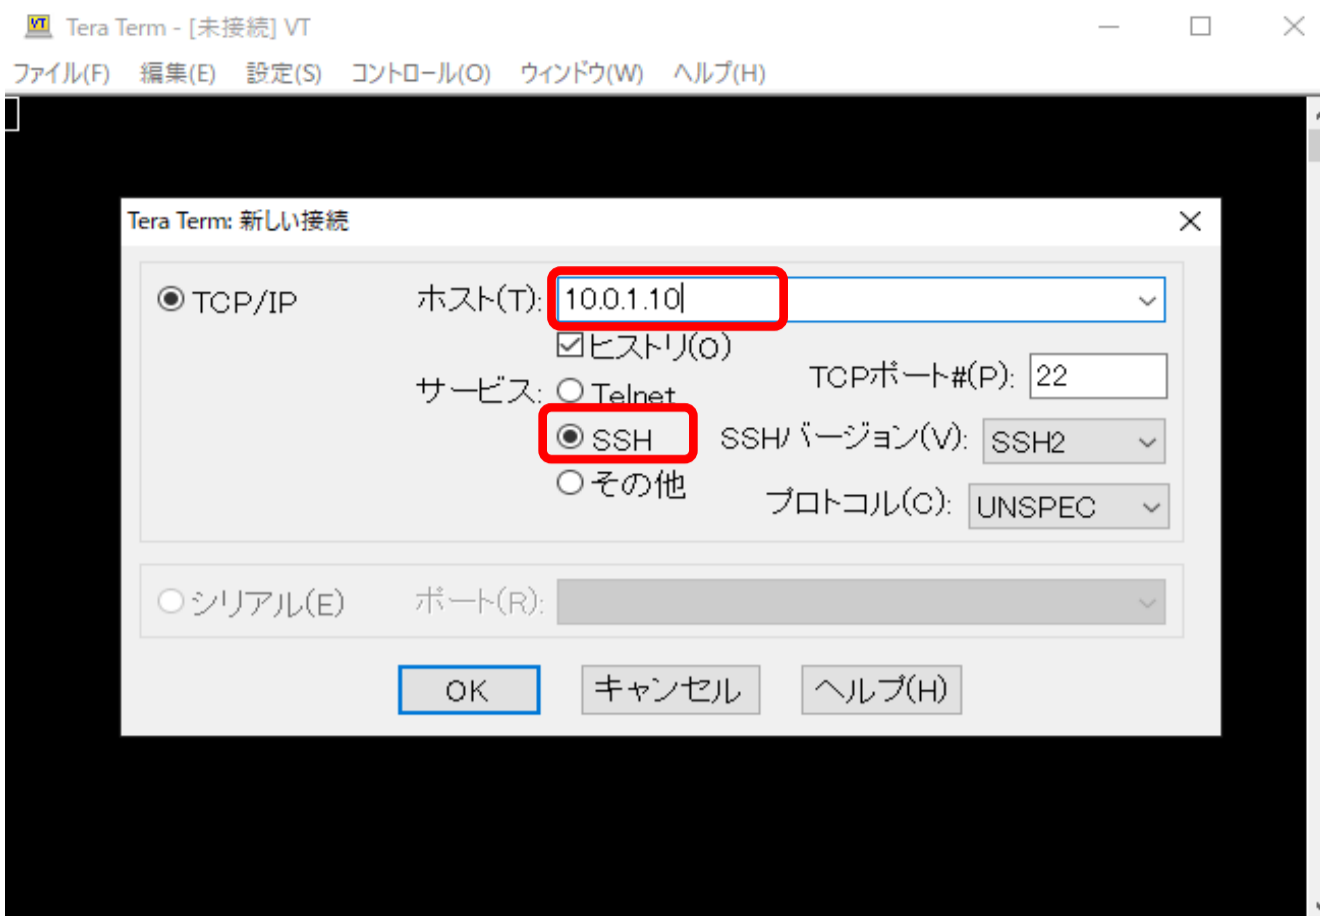 VT Tera Term - [未接続] VT
ファイル(F) 編集(E) 設定(S) コントロール(O) ウィンドウ(W) ヘルプ(H)
Tera Term: 新しい接続
TCP/IP ホスト(T): 10.0.1.10
ヒストリ(O)
サービス: Telnet TCPポート#(P): 22
SSH SSHバージョン(V): SSH2
その他 プロトコル(C): UNSPEC
シリアル(E) ポート(R):
OK キャンセル ヘルプ(H)